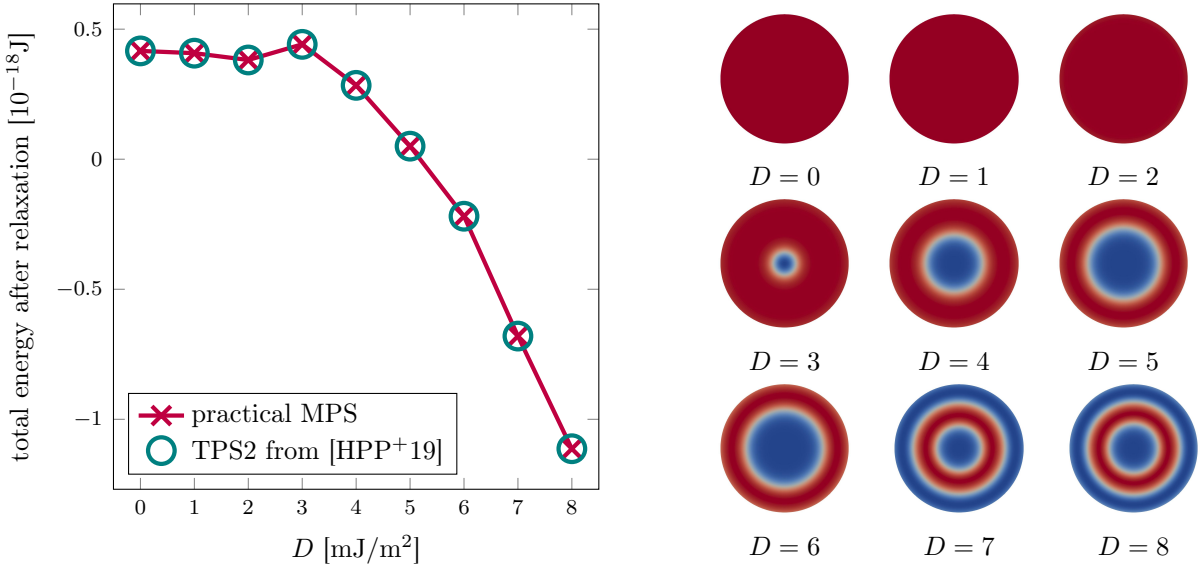 total energy after relaxation [10⁻¹⁸J]
0.5
0
−0.5
−1
practical MPS
TPS2 from [HPP⁺19]
0 1 2 3 4 5 6 7 8
D [mJ/m²]
D = 0 D = 1 D = 2
D = 3 D = 4 D = 5
D = 6 D = 7 D = 8